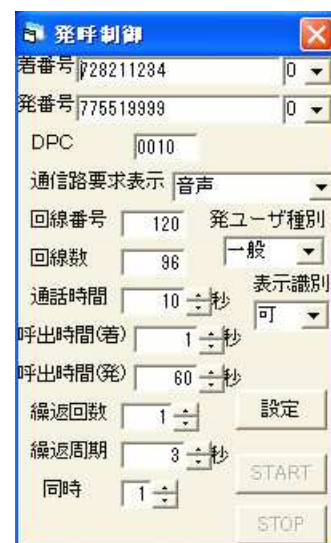 発呼制御
着番号 728211234 0
発番号 775519999 0
DPC 0010
通信路要求表示 音声
回線番号 120 発ユーザ種別
回線数 96 一般
通話時間 10 秒 表示識別
可
呼出時間(着) 1 秒
呼出時間(発) 60 秒
繰返回数 1 設定
繰返周期 3 秒
START
同時 1
STOP